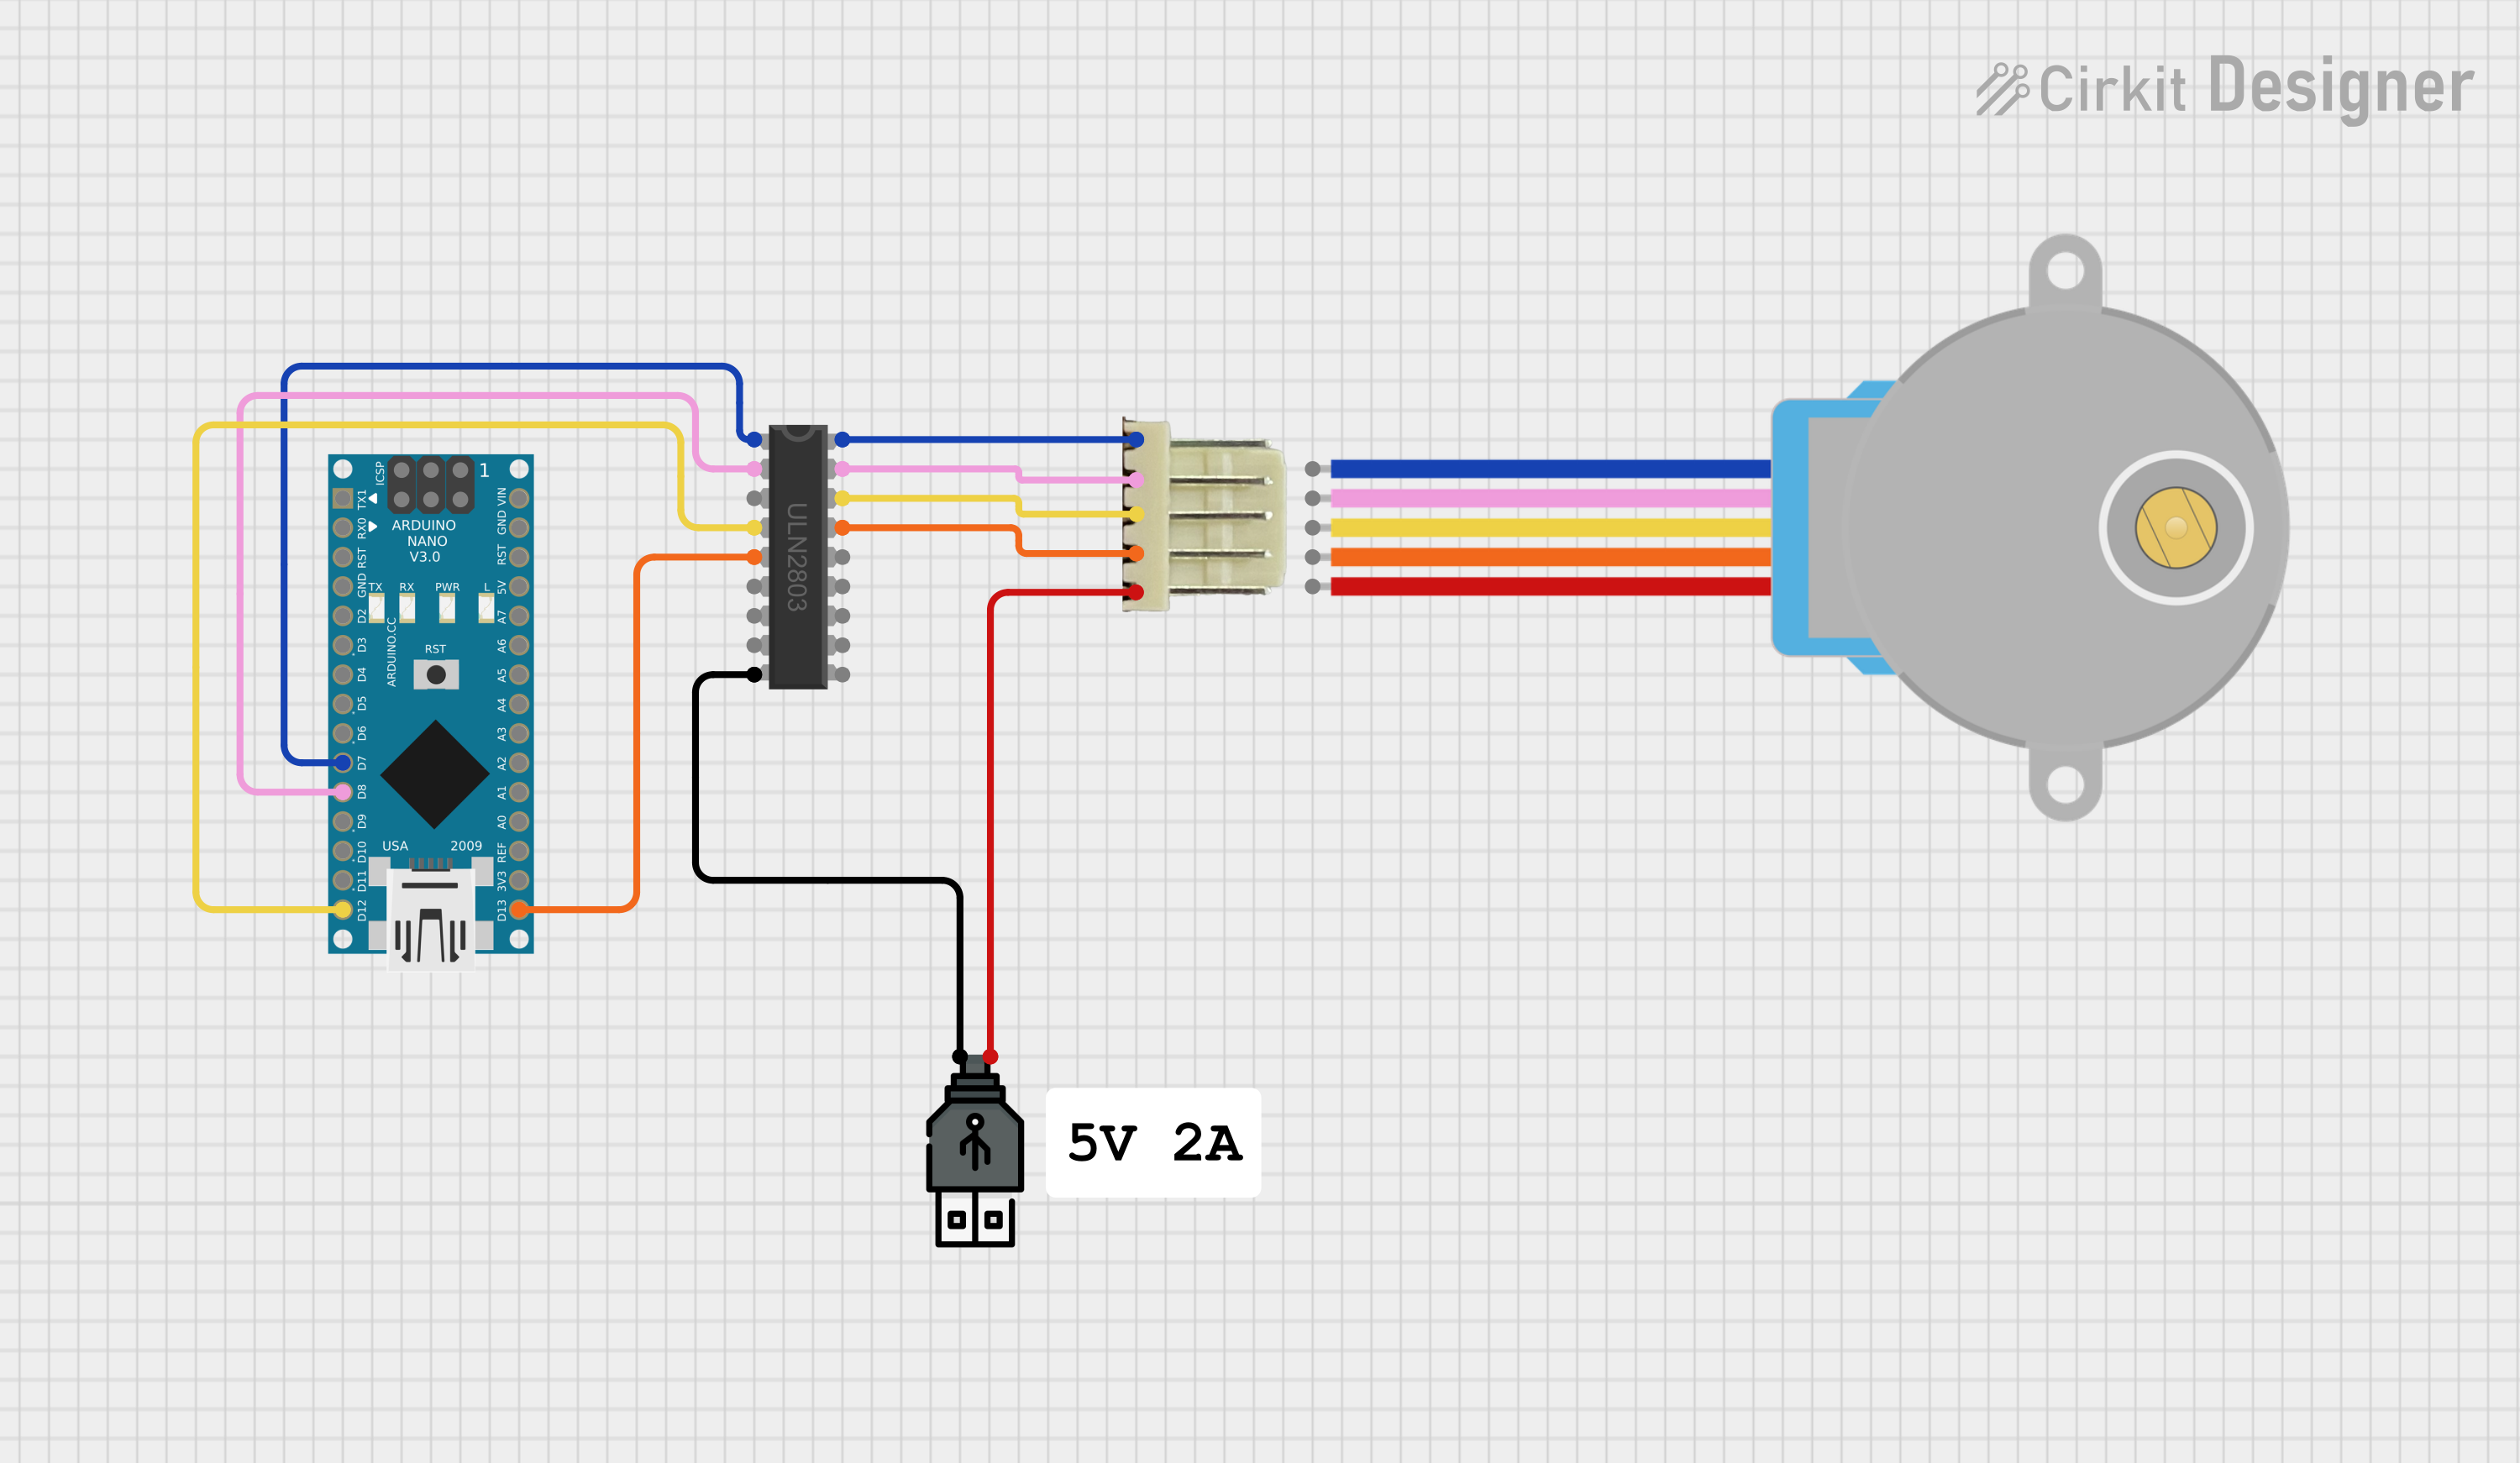 Cirkit Designer
ICSP
1
TX1
RX0
RST
GND
D2
D3
D4
D5
D6
D7
D8
D9
D10
D11
D12
VIN
GND
RST
5V
A7
A6
A5
A4
A3
A2
A1
A0
REF
3V3
D13
ARDUINO
NANO
V3.0
TX RX PWR L
ARDUINO.CC
RST
USA 2009
ULN2803
5V 2A